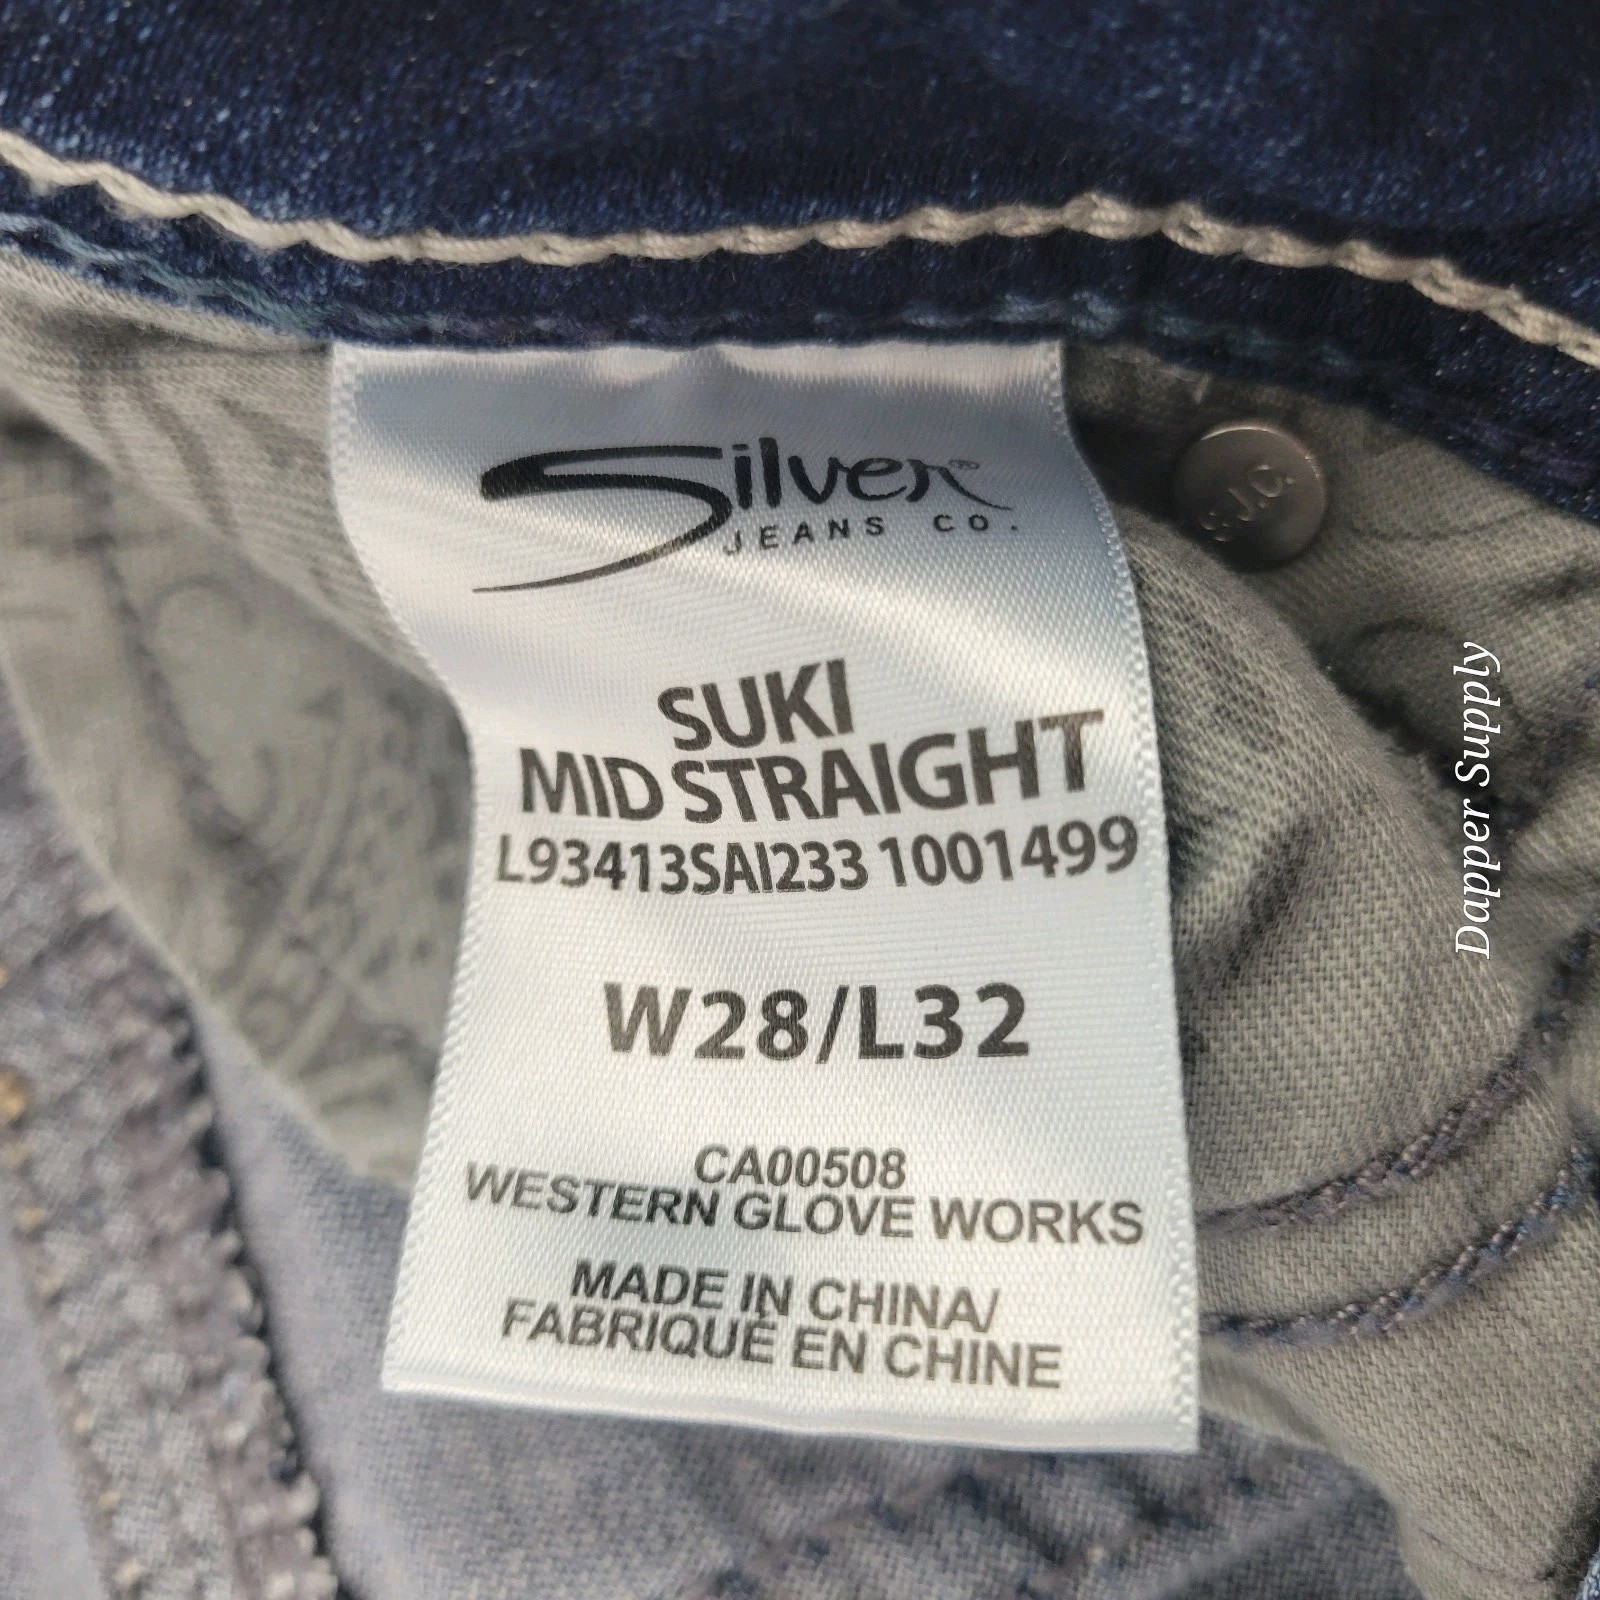 Silver®
JEANS CO.
S.J.C.
SUKI
MID STRAIGHT
L93413SAI233 1001499
W28/L32
CA00508
WESTERN GLOVE WORKS
MADE IN CHINA/
FABRIQUÉ EN CHINE
Dapper Supply